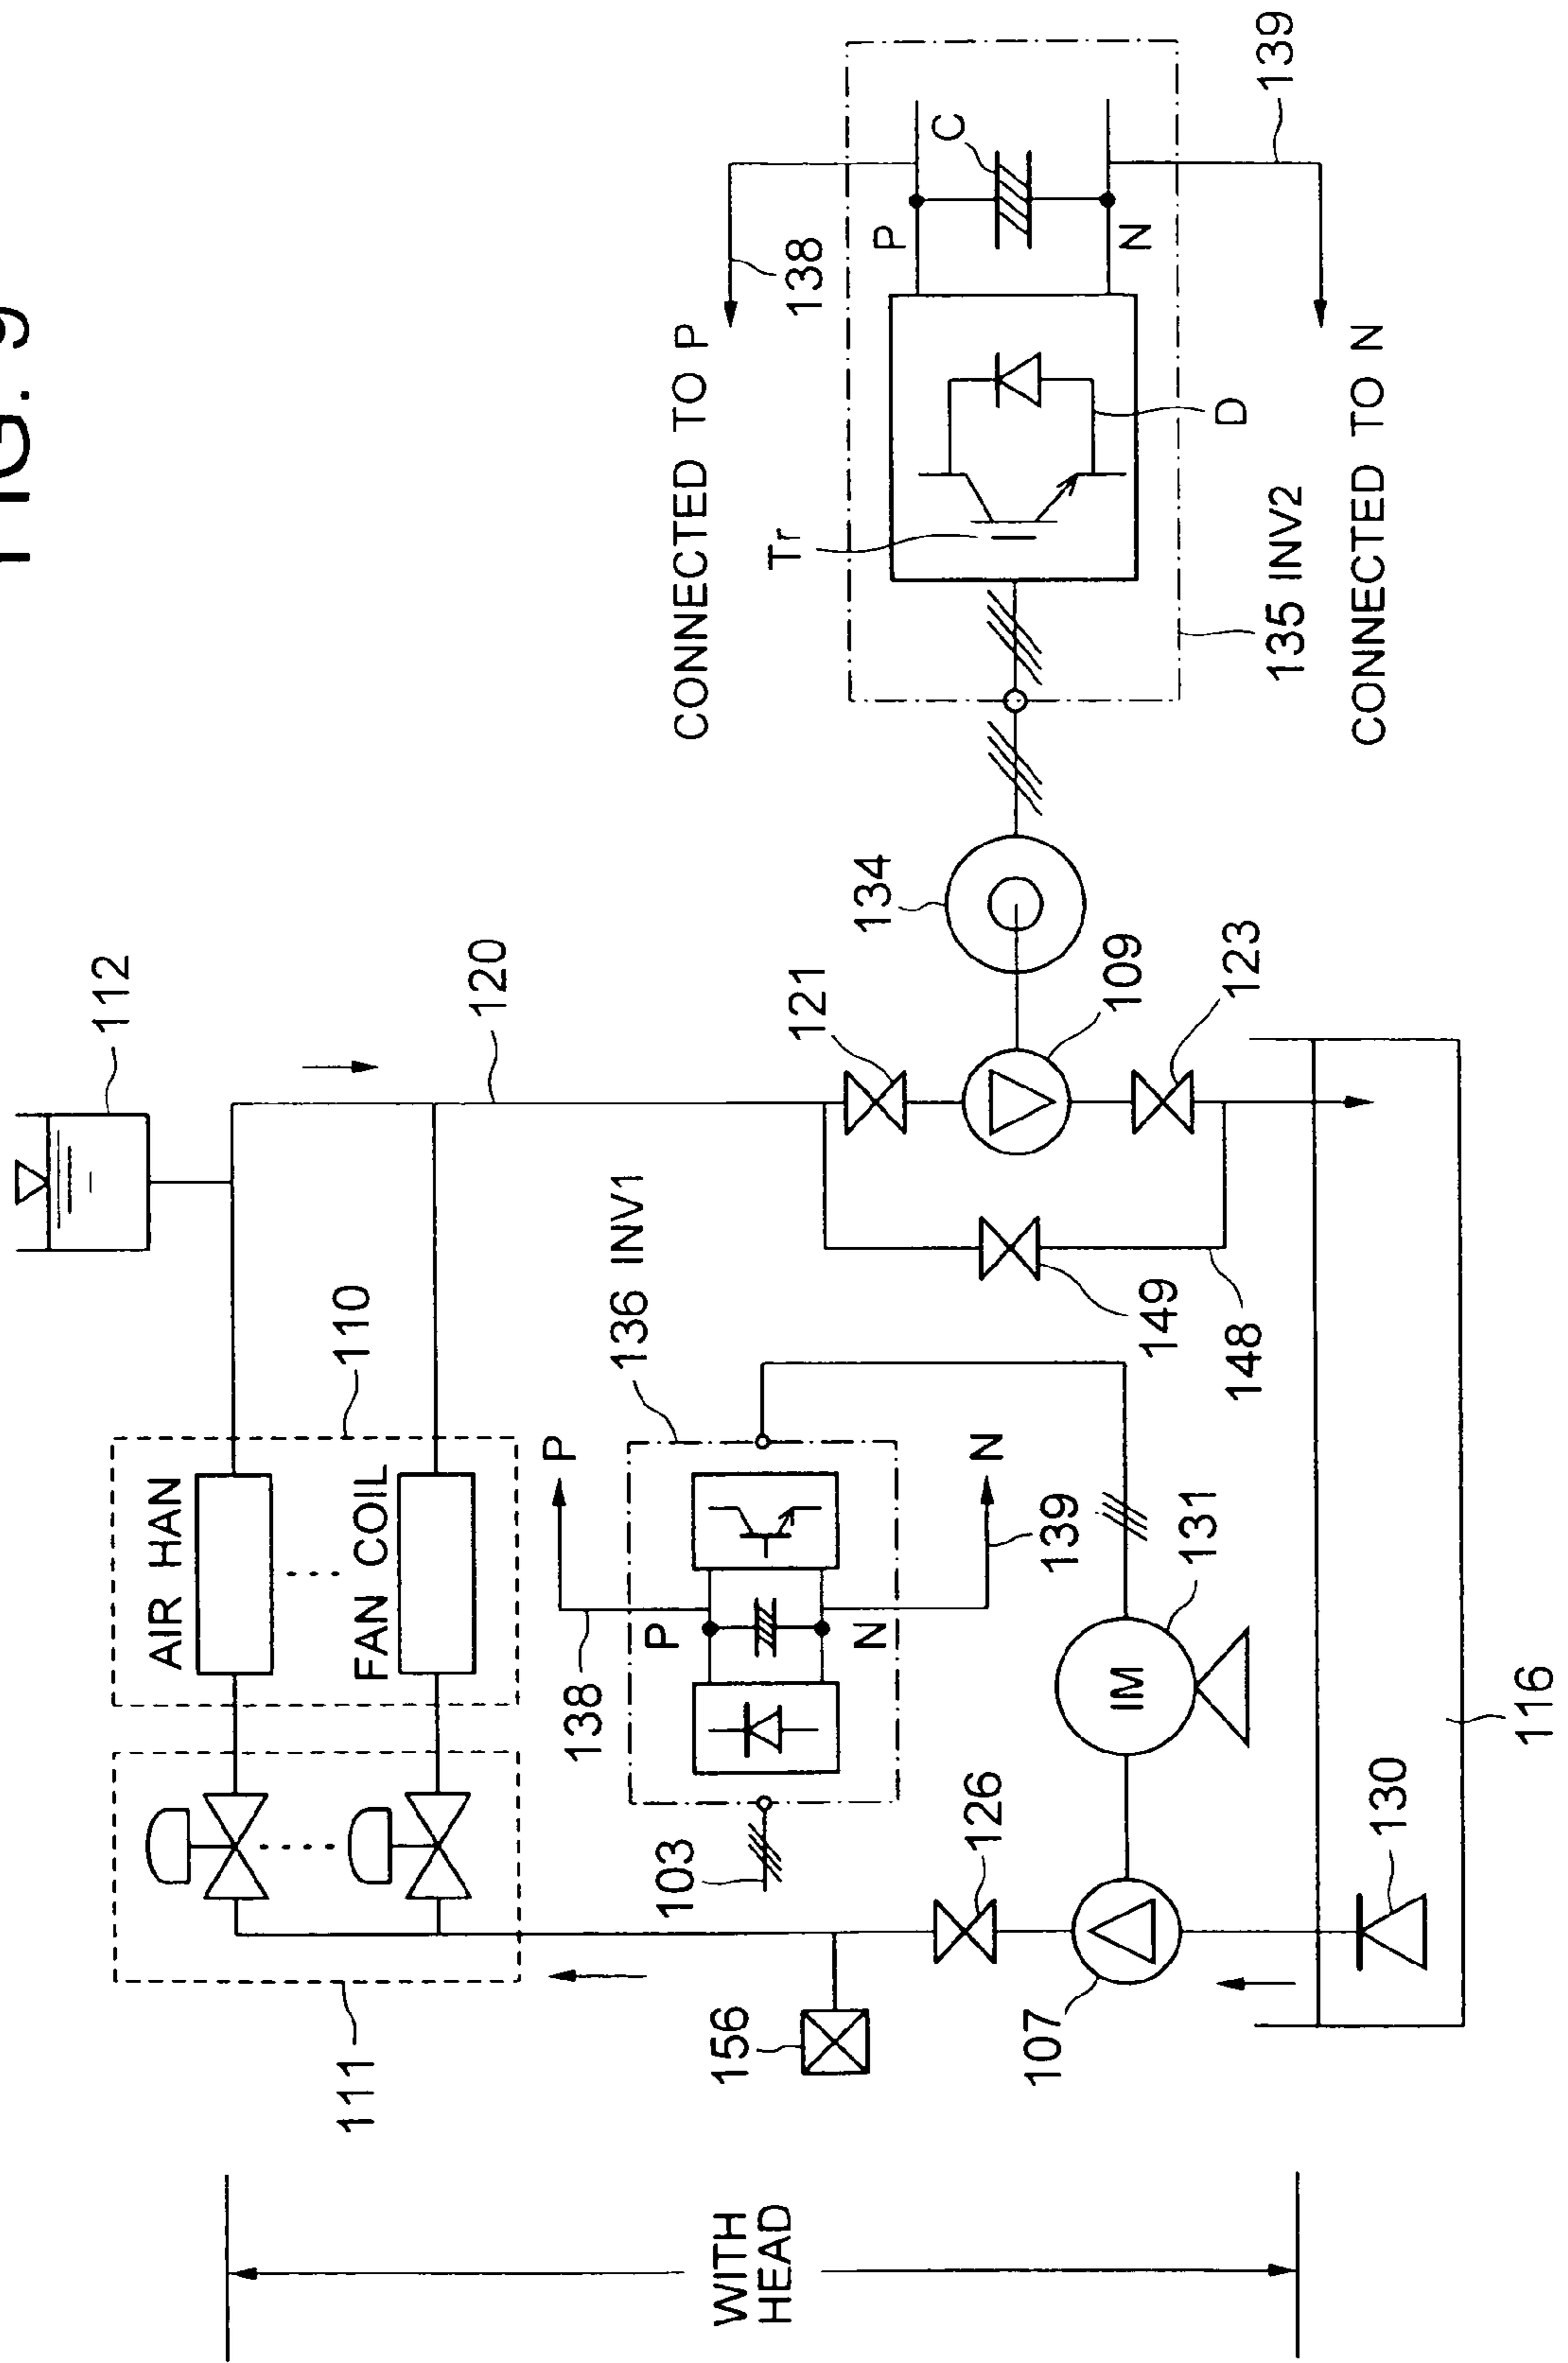 FIG. 9
112
120
110
AIR HAN
FAN COIL
111
136 INV1
P
138
P
N
N
139
103
156
126
107
IM
131
130
116
WITH
HEAD
121
134
109
123
149
148
CONNECTED TO P
138
Tr
P
C
N
D
135 INV2
139
CONNECTED TO N